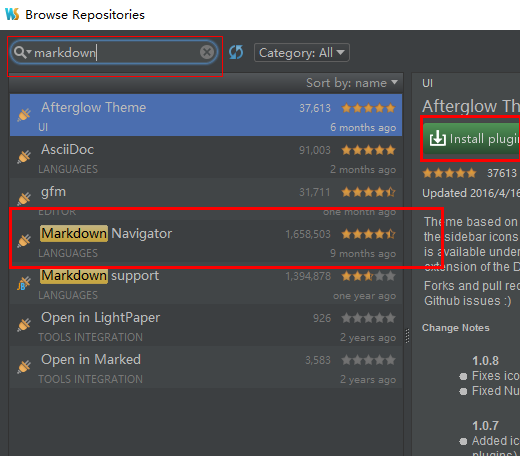 WS Browse Repositories
markdown
Category: All
Sort by: name
Afterglow Theme 37,613
UI 6 months ago
AsciiDoc 91,003
LANGUAGES 2 months ago
gfm 31,711
EDITOR one month ago
Markdown Navigator 1,658,503
LANGUAGES 9 months ago
Markdown support 1,394,878
LANGUAGES one year ago
Open in LightPaper 926
TOOLS INTEGRATION 2 years ago
Open in Marked 3,583
TOOLS INTEGRATION 2 years ago
UI
Afterglow Th
Install plugin
37613
Updated 2016/4/16
Theme based on
the sidebar icons
is available under
extension of the D
Forks and pull rec
Github issues :)
Change Notes
1.0.8
Fixes ico
Fixed Nu
1.0.7
Added ic
plugins)